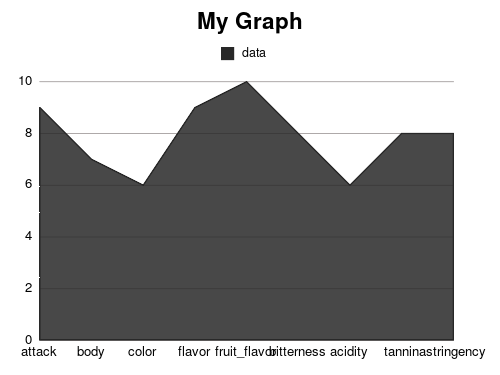 My Graph
data
10
8
6
4
2
0
attack body color flavor fruit_flavor bitterness acidity tannin astringency